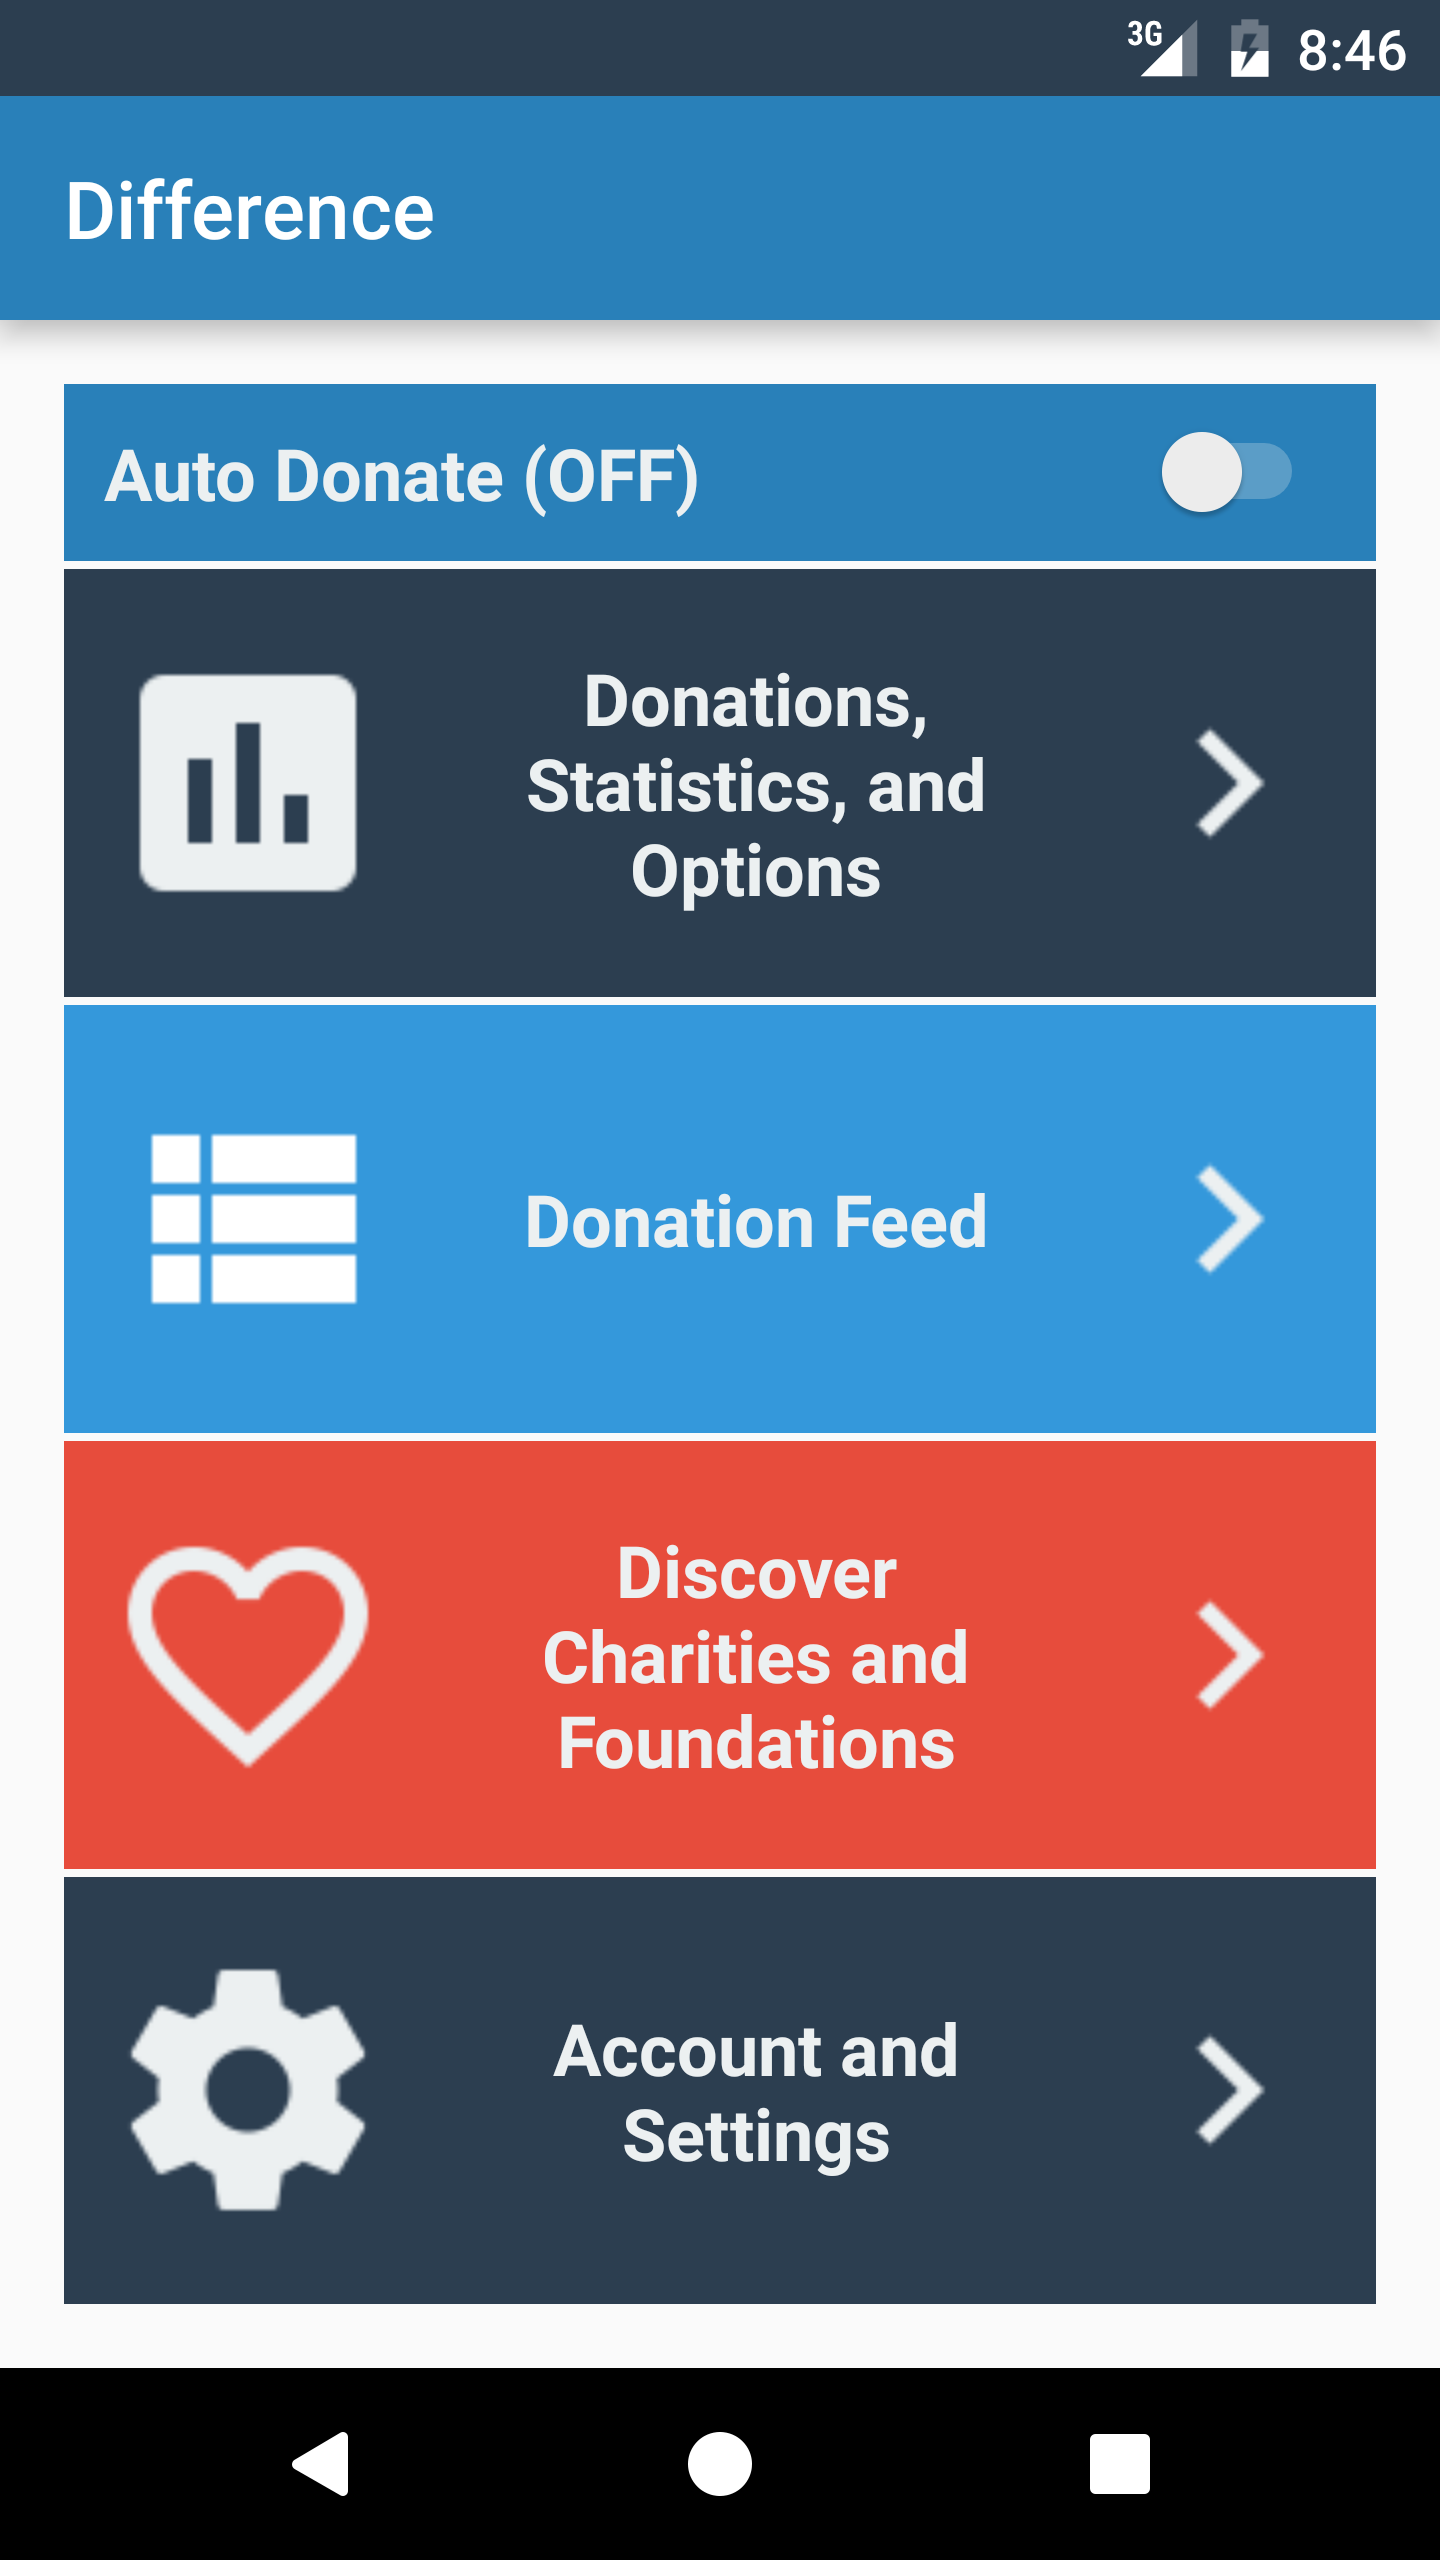 3G 8:46
Difference
Auto Donate (OFF)
Donations,
Statistics, and
Options
Donation Feed
Discover
Charities and
Foundations
Account and
Settings